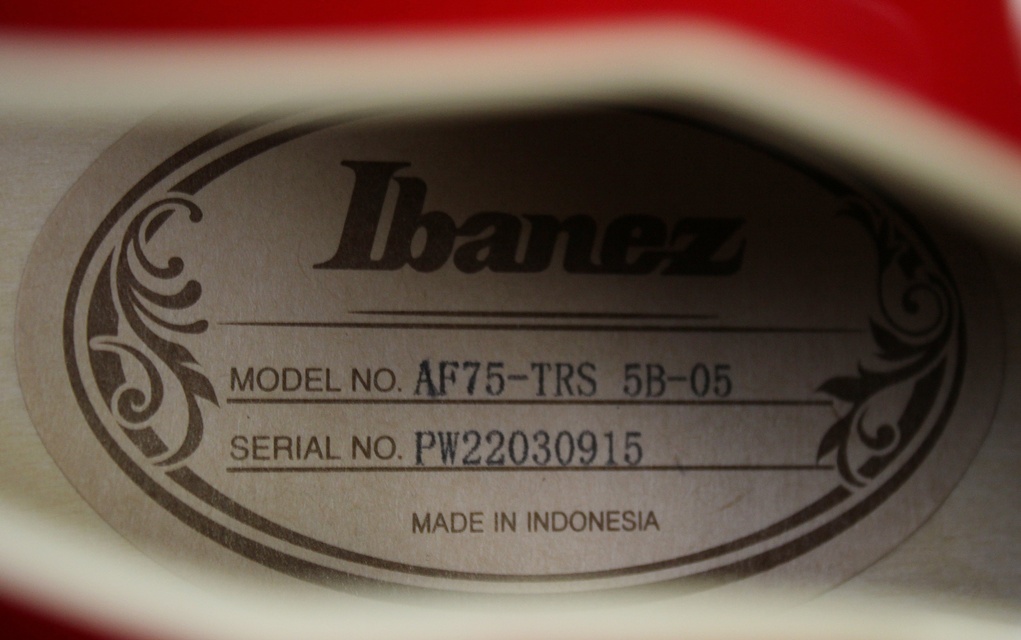 Ibanez
MODEL NO. AF75-TRS 5B-05
SERIAL NO. PW22030915
MADE IN INDONESIA